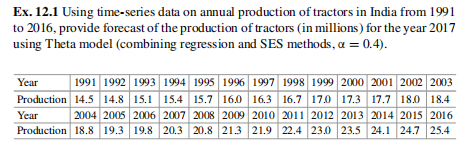 Ex. 12.1 Using time-series data on annual production of tractors in India from 1991
to 2016, provide forecast of the production of tractors (in millions) for the year 2017
using Theta model (combining regression and SES methods, α = 0.4).
Year 1991 1992 1993 1994 1995 1996 1997 1998 1999 2000 2001 2002 2003
Production 14.5 14.8 15.1 15.4 15.7 16.0 16.3 16.7 17.0 17.3 17.7 18.0 18.4
Year 2004 2005 2006 2007 2008 2009 2010 2011 2012 2013 2014 2015 2016
Production 18.8 19.3 19.8 20.3 20.8 21.3 21.9 22.4 23.0 23.5 24.1 24.7 25.4